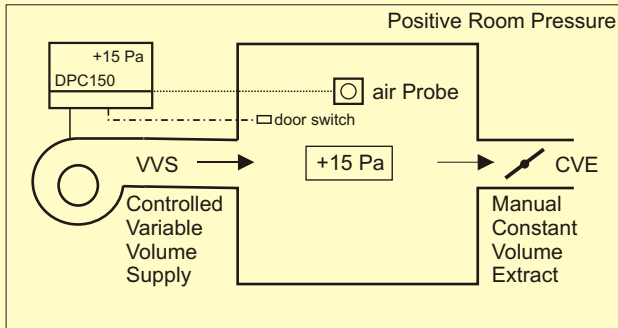 Positive Room Pressure
+15 Pa
DPC150
air Probe
door switch
VVS
+15 Pa
CVE
Controlled
Variable
Volume
Supply
Manual
Constant
Volume
Extract